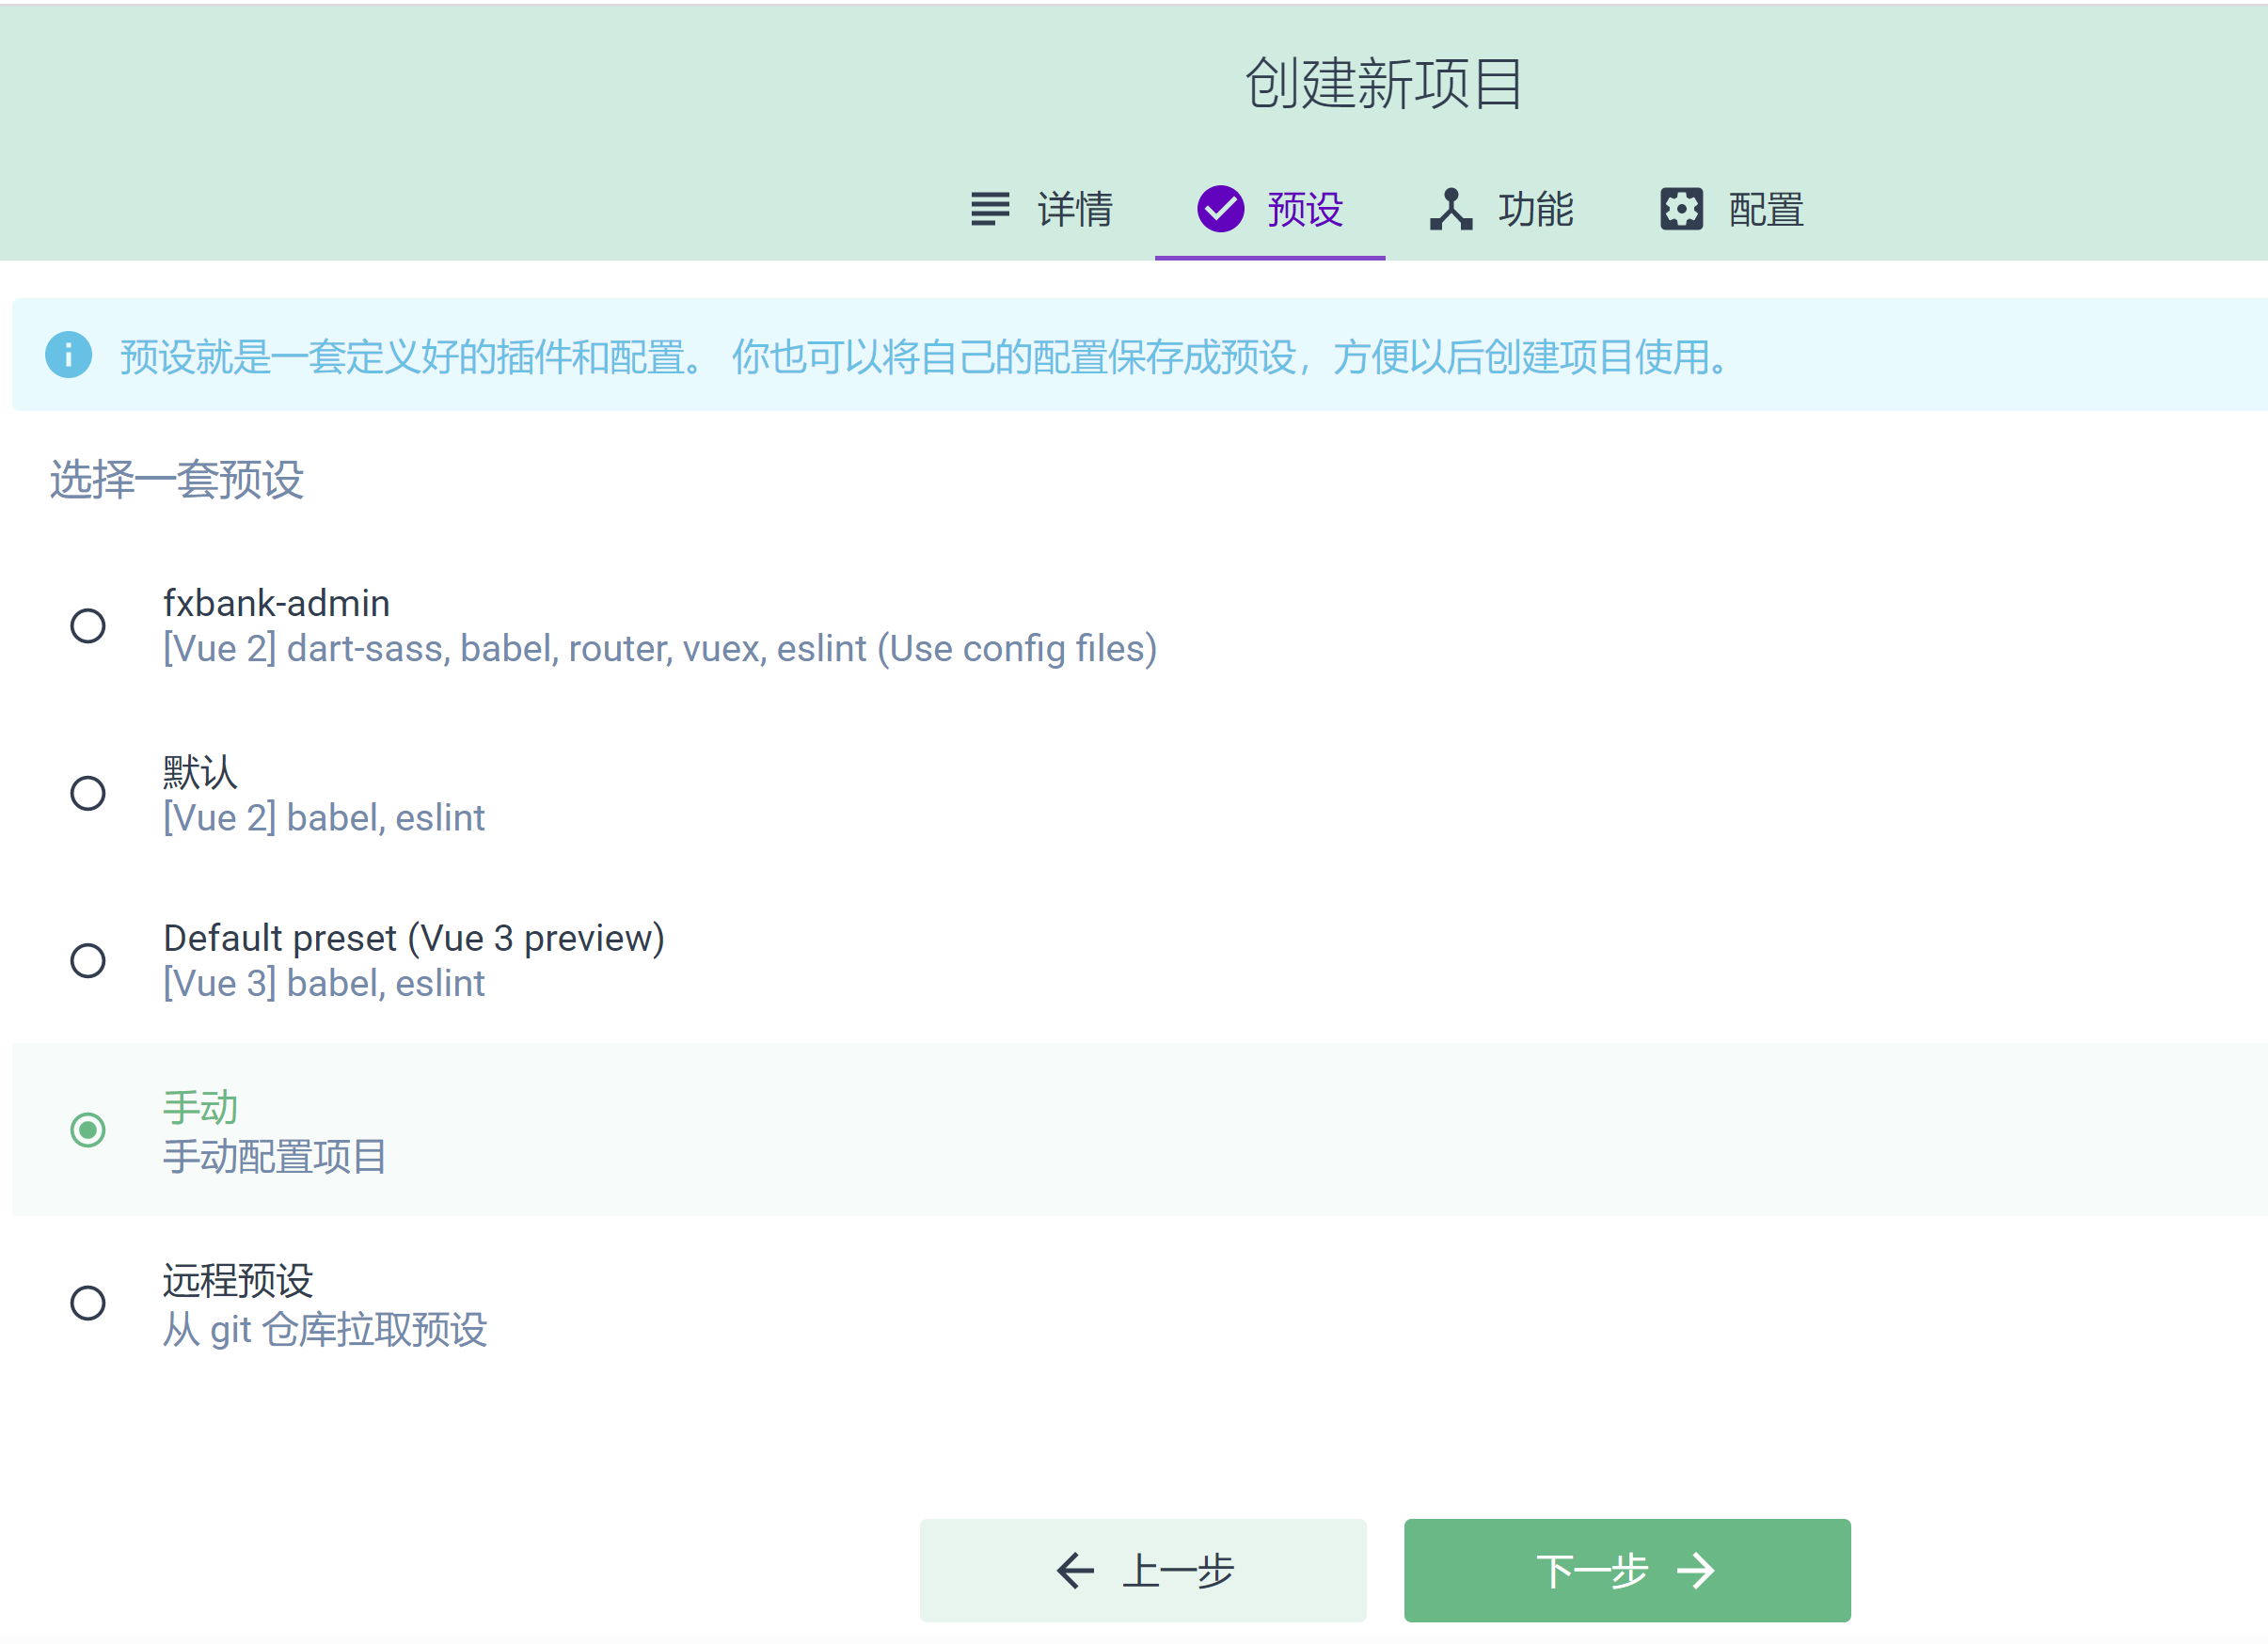 创建新项目
详情 预设 功能 配置
预设就是一套定义好的插件和配置。 你也可以将自己的配置保存成预设，方便以后创建项目使用。
选择一套预设
fxbank-admin
[Vue 2] dart-sass, babel, router, vuex, eslint (Use config files)
默认
[Vue 2] babel, eslint
Default preset (Vue 3 preview)
[Vue 3] babel, eslint
手动
手动配置项目
远程预设
从 git 仓库拉取预设
上一步 下一步